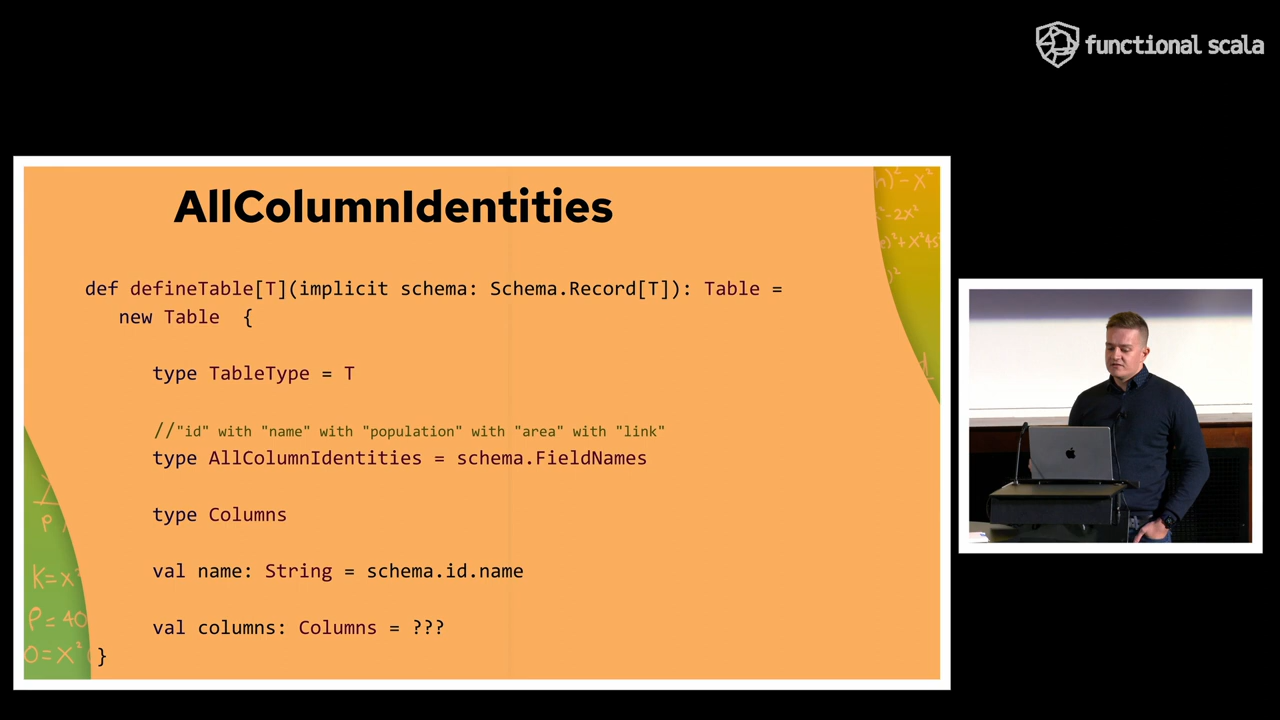 functional scala
AllColumnIdentities
def defineTable[T](implicit schema: Schema.Record[T]): Table =
new Table {
type TableType = T
//"id" with "name" with "population" with "area" with "link"
type AllColumnIdentities = schema.FieldNames
type Columns
val name: String = schema.id.name
val columns: Columns = ???
}
K=x²
P=40